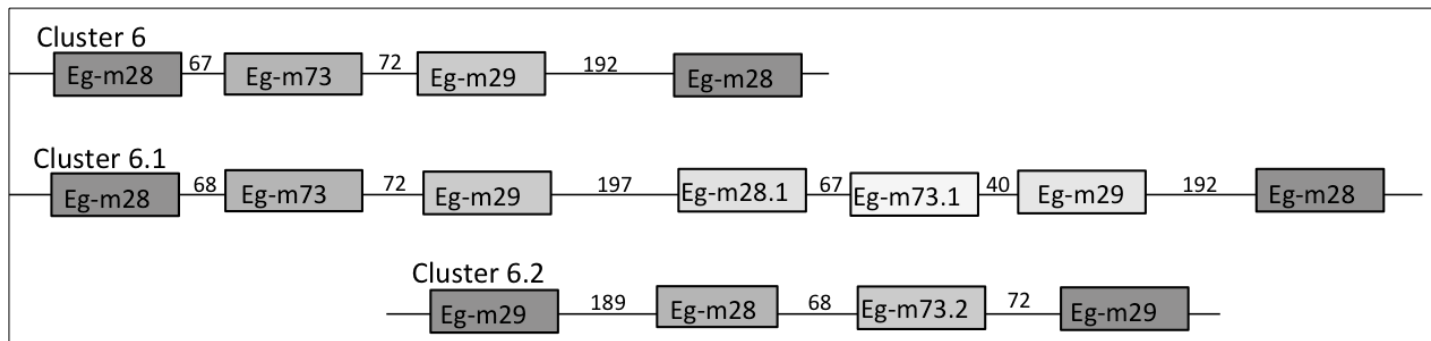 Cluster 6
Eg-m28 67 Eg-m73 72 Eg-m29 192 Eg-m28
Cluster 6.1
Eg-m28 68 Eg-m73 72 Eg-m29 197 Eg-m28.1 67 Eg-m73.1 40 Eg-m29 192 Eg-m28
Cluster 6.2
Eg-m29 189 Eg-m28 68 Eg-m73.2 72 Eg-m29